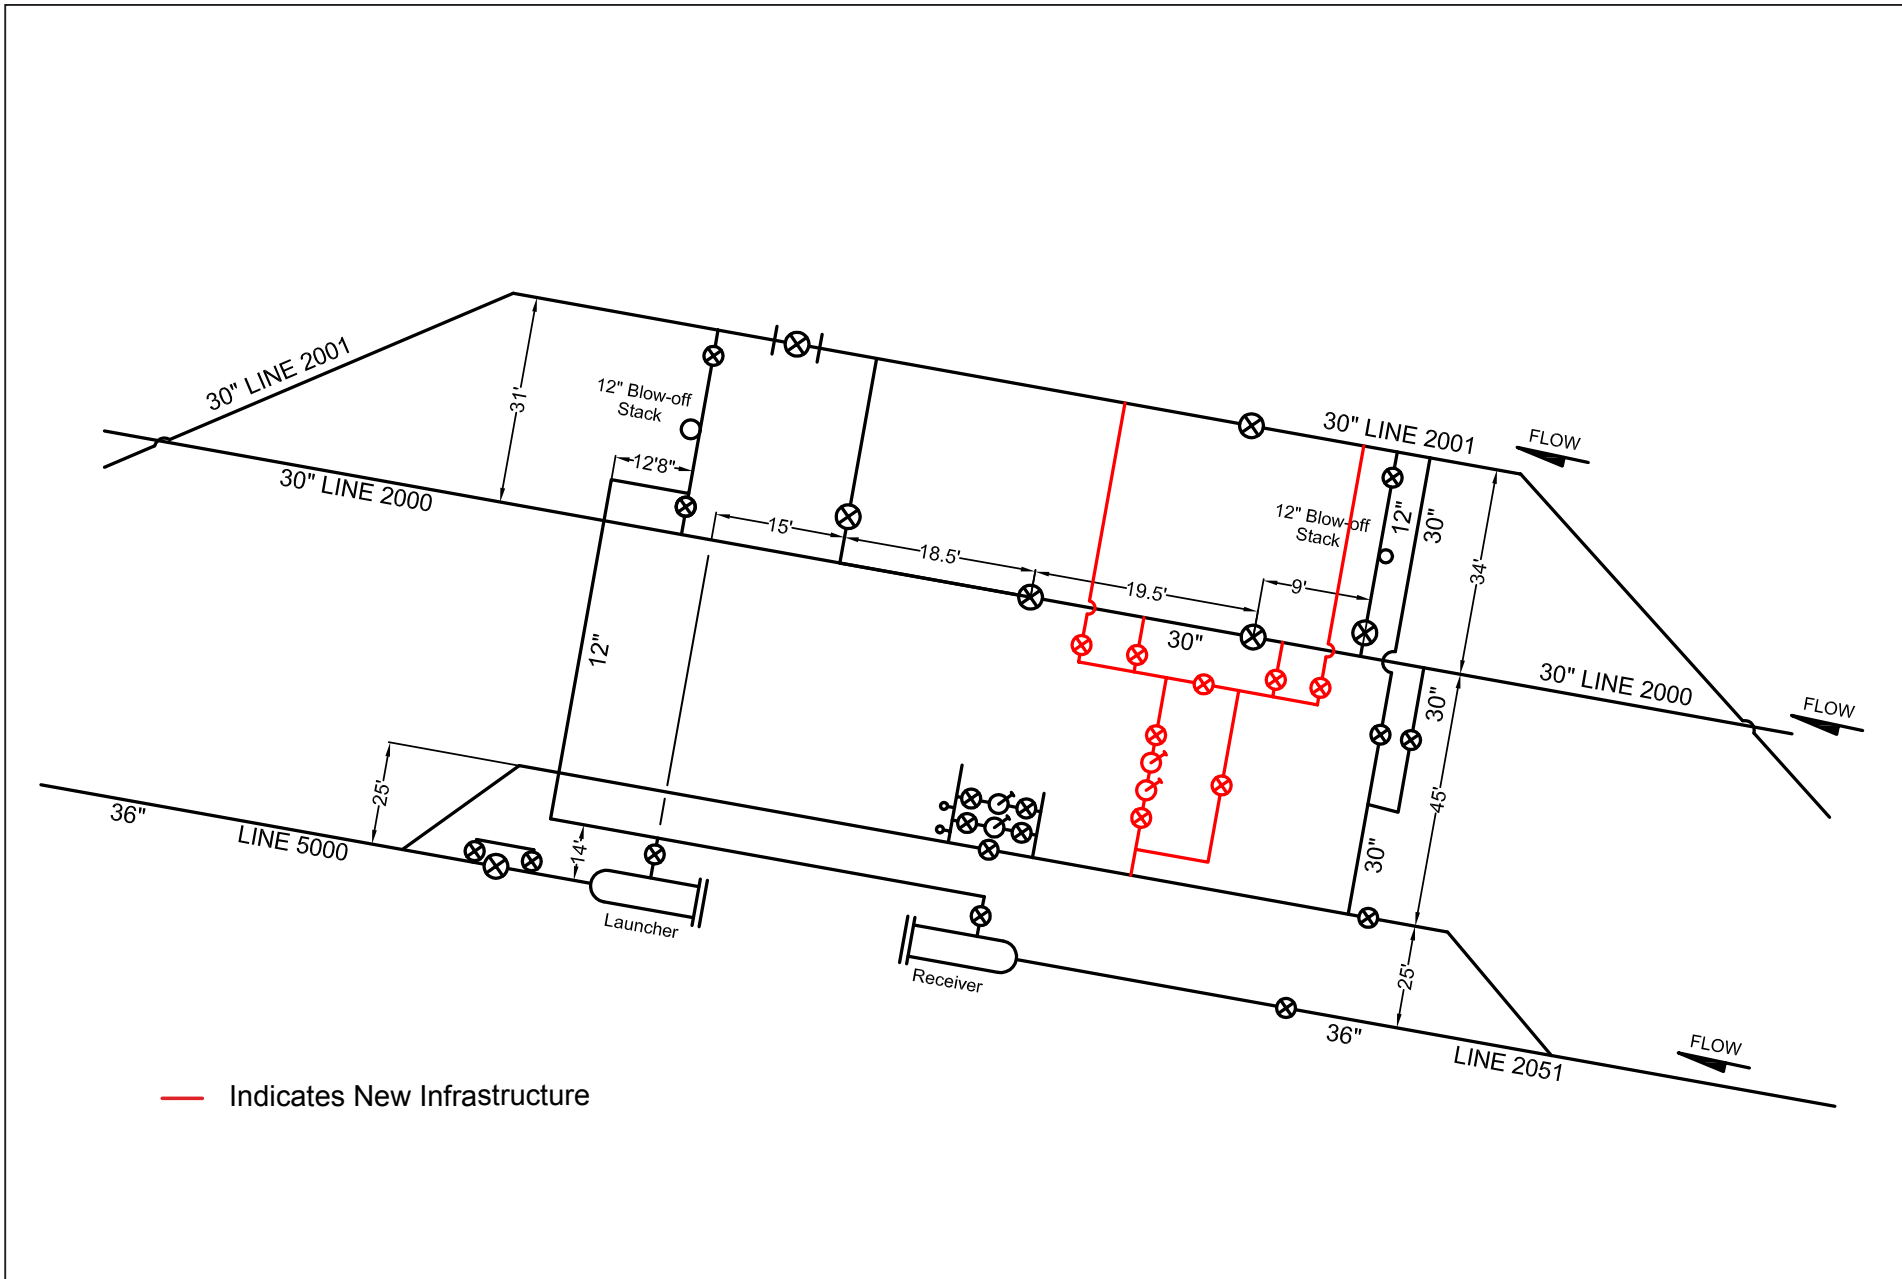 30" LINE 2001
31'
12" Blow-off
Stack
12'8"
30" LINE 2000
15'
18.5'
19.5'
9'
30" LINE 2001
FLOW
12" Blow-off
Stack
12"
30"
34'
30"
30" LINE 2000
FLOW
12"
30"
45'
25'
36"
LINE 5000
14'
Launcher
Receiver
30"
25'
36"
LINE 2051
FLOW
Indicates New Infrastructure